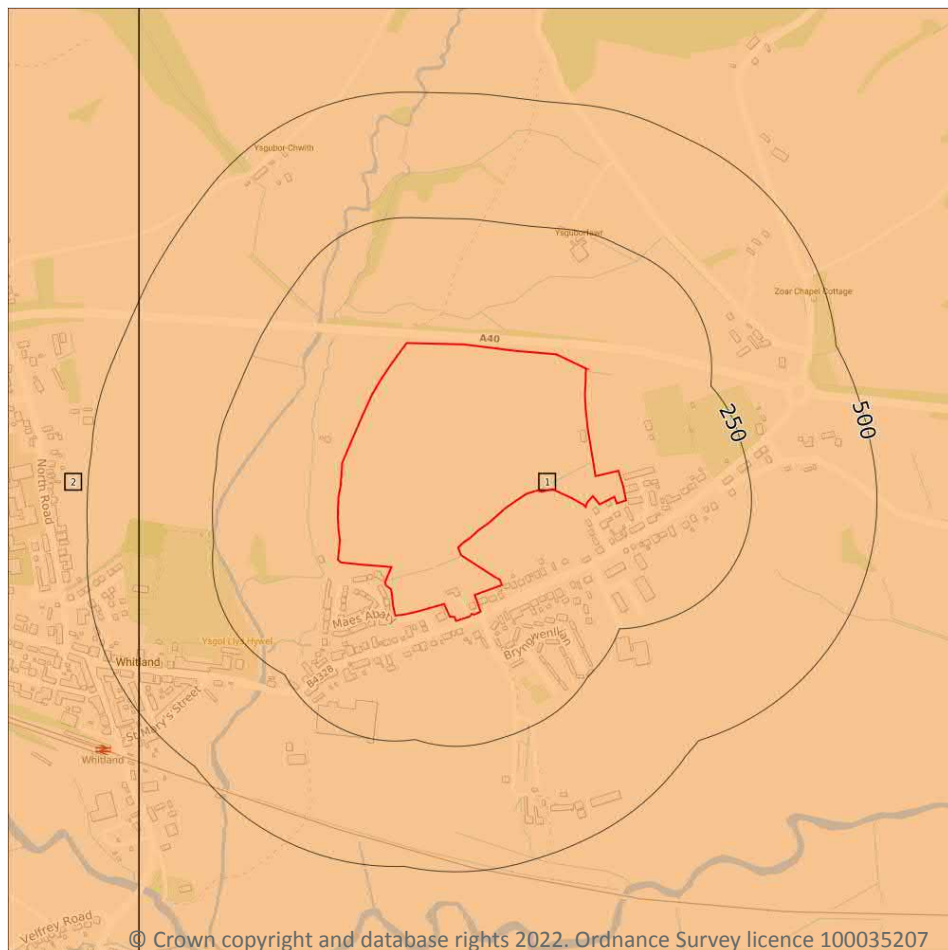 Ysgubor-Chwith
Ysguborfawr
Zoar Chapel Cottage
A40
250
500
North Road
2
1
Maes Abaty
Ysgol Llys Hywel
Whitland
B4328
Bryngwenllian
St Mary's Street
Whitland
Velfrey Road
© Crown copyright and database rights 2022. Ordnance Survey licence 100035207